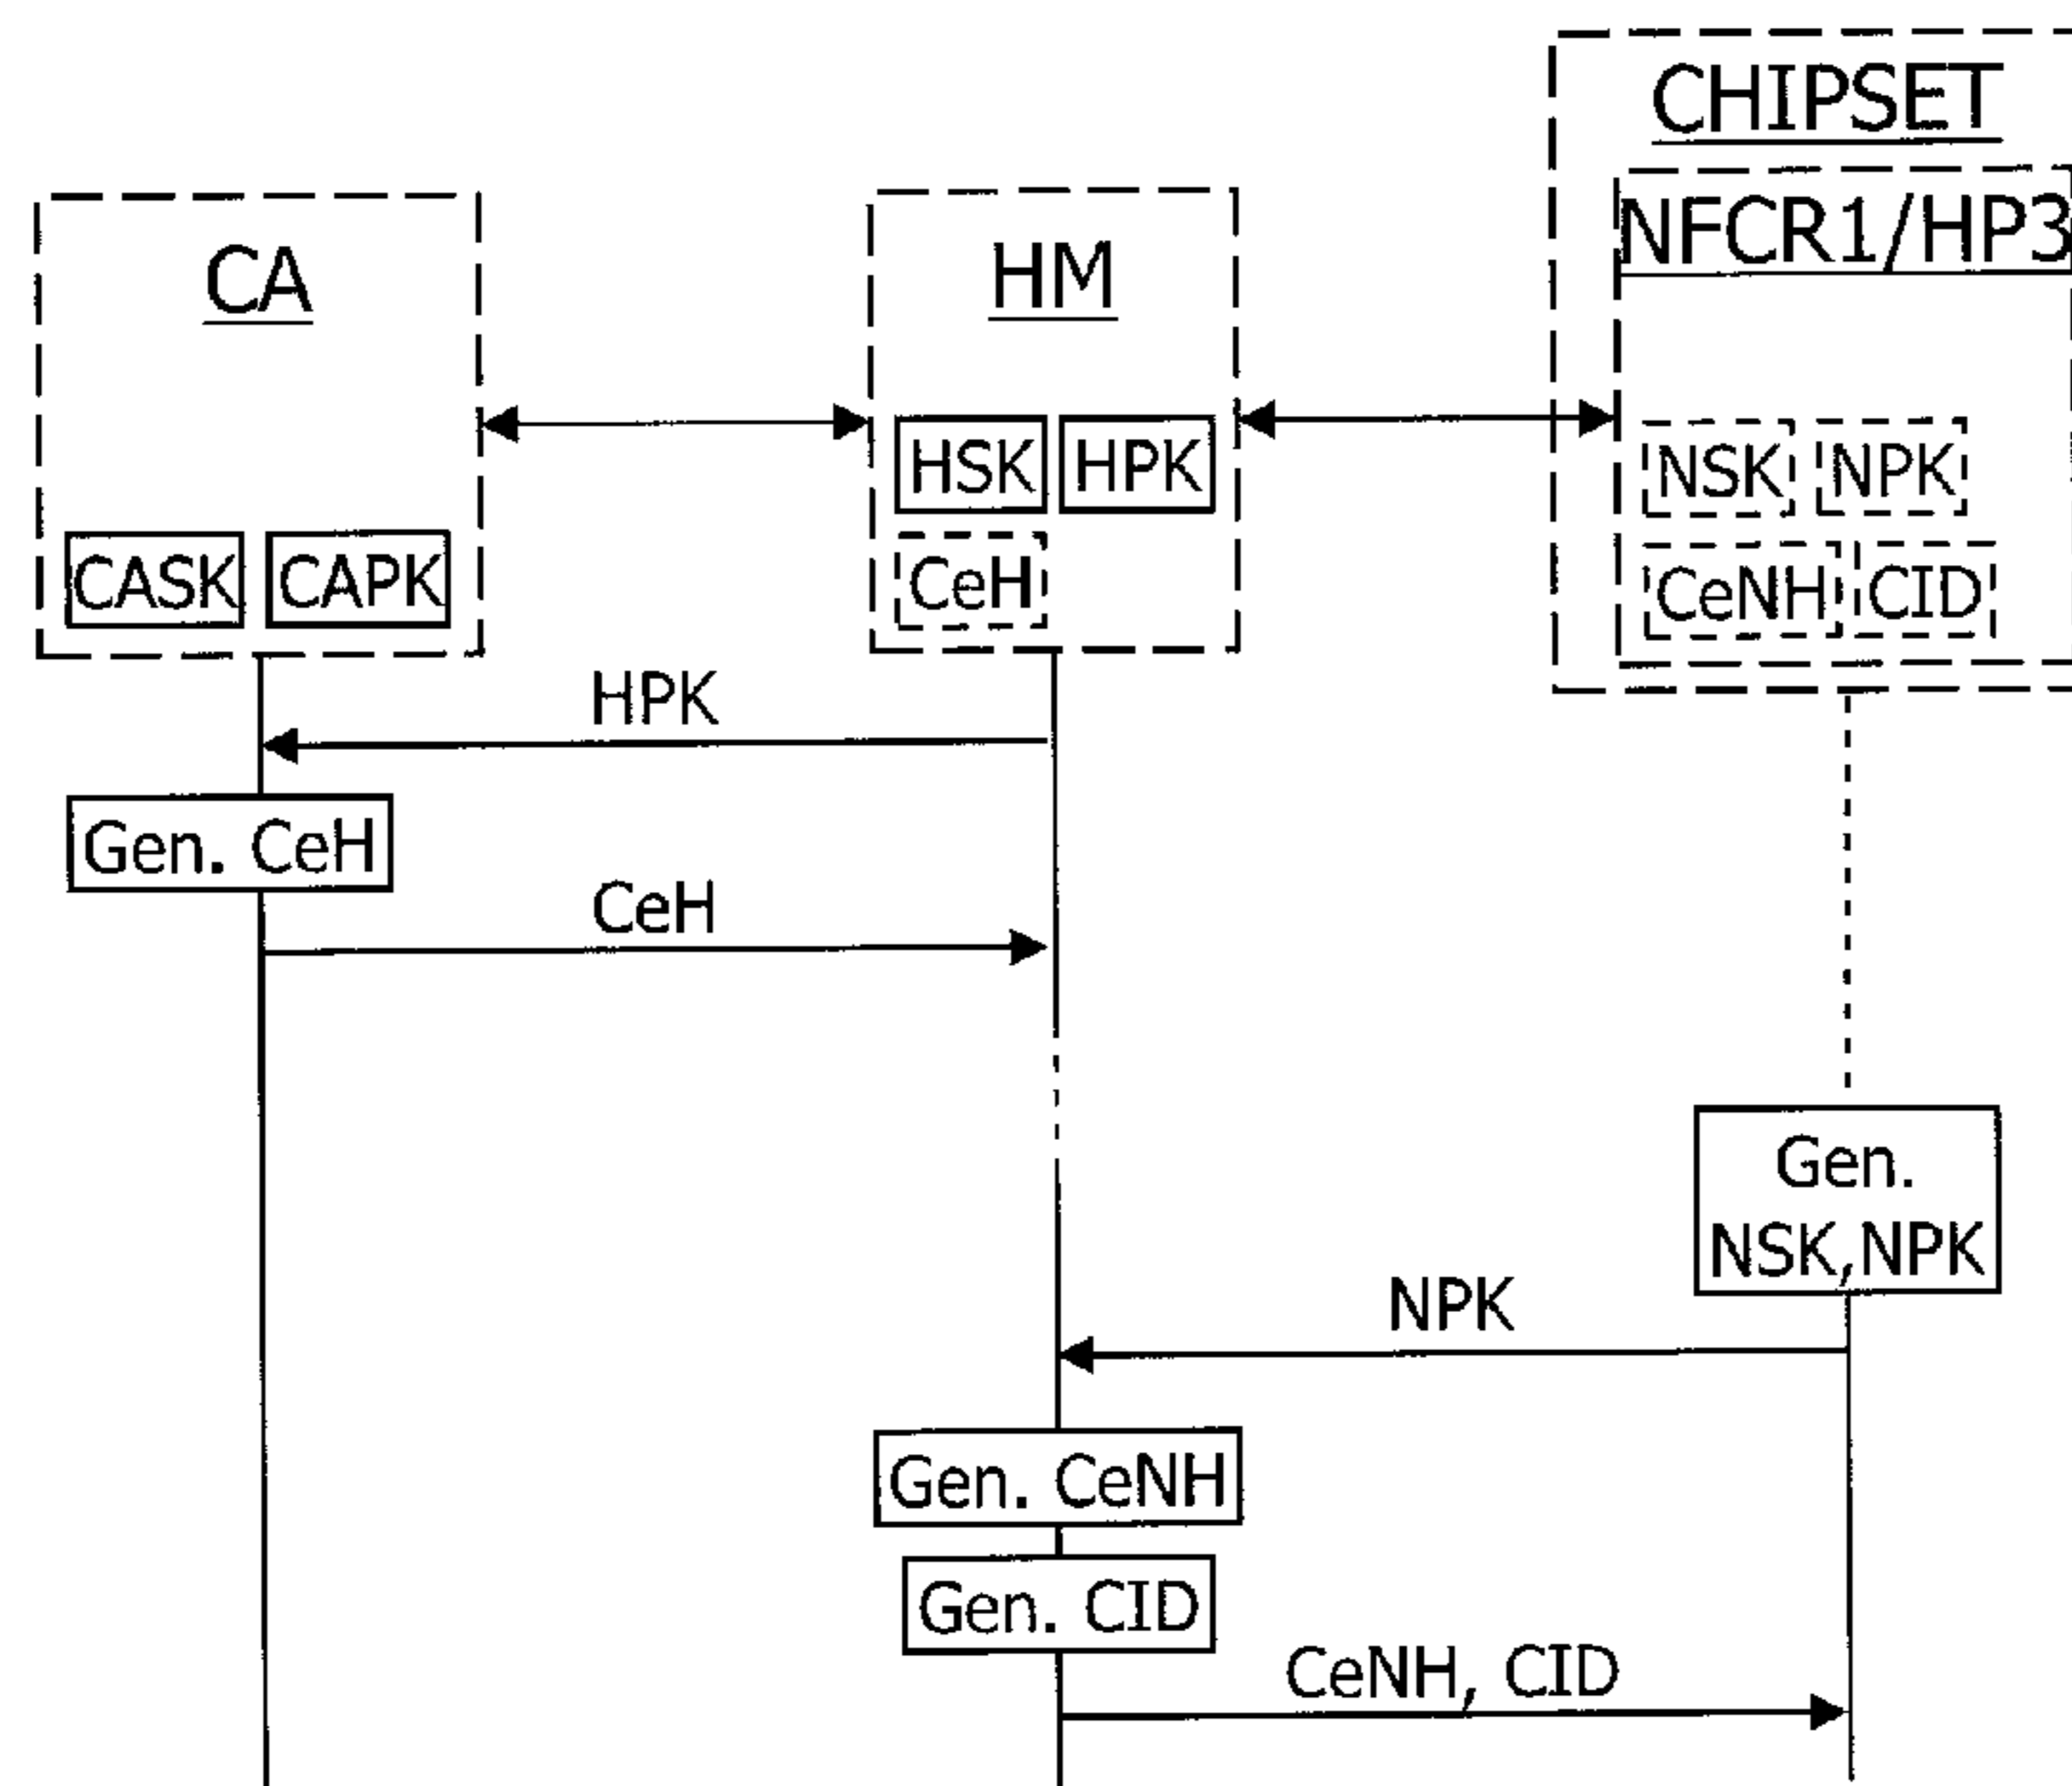 CHIPSET
NFCR1/HP3
CA
HM
HSK
HPK
NSK
NPK
CASK
CAPK
CeH
CeNH
CID
HPK
Gen. CeH
CeH
Gen.
NSK,NPK
NPK
Gen. CeNH
Gen. CID
CeNH, CID